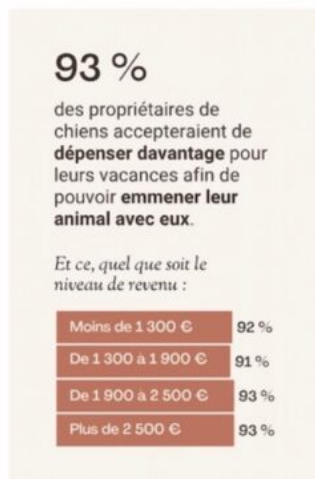 93 %
des propriétaires de
chiens accepteraient de
dépenser davantage pour
leurs vacances afin de
pouvoir emmener leur
animal avec eux.
Et ce, quel que soit le
niveau de revenu :
Moins de 1 300 € 92 %
De 1 300 à 1 900 € 91 %
De 1 900 à 2 500 € 93 %
Plus de 2 500 € 93 %